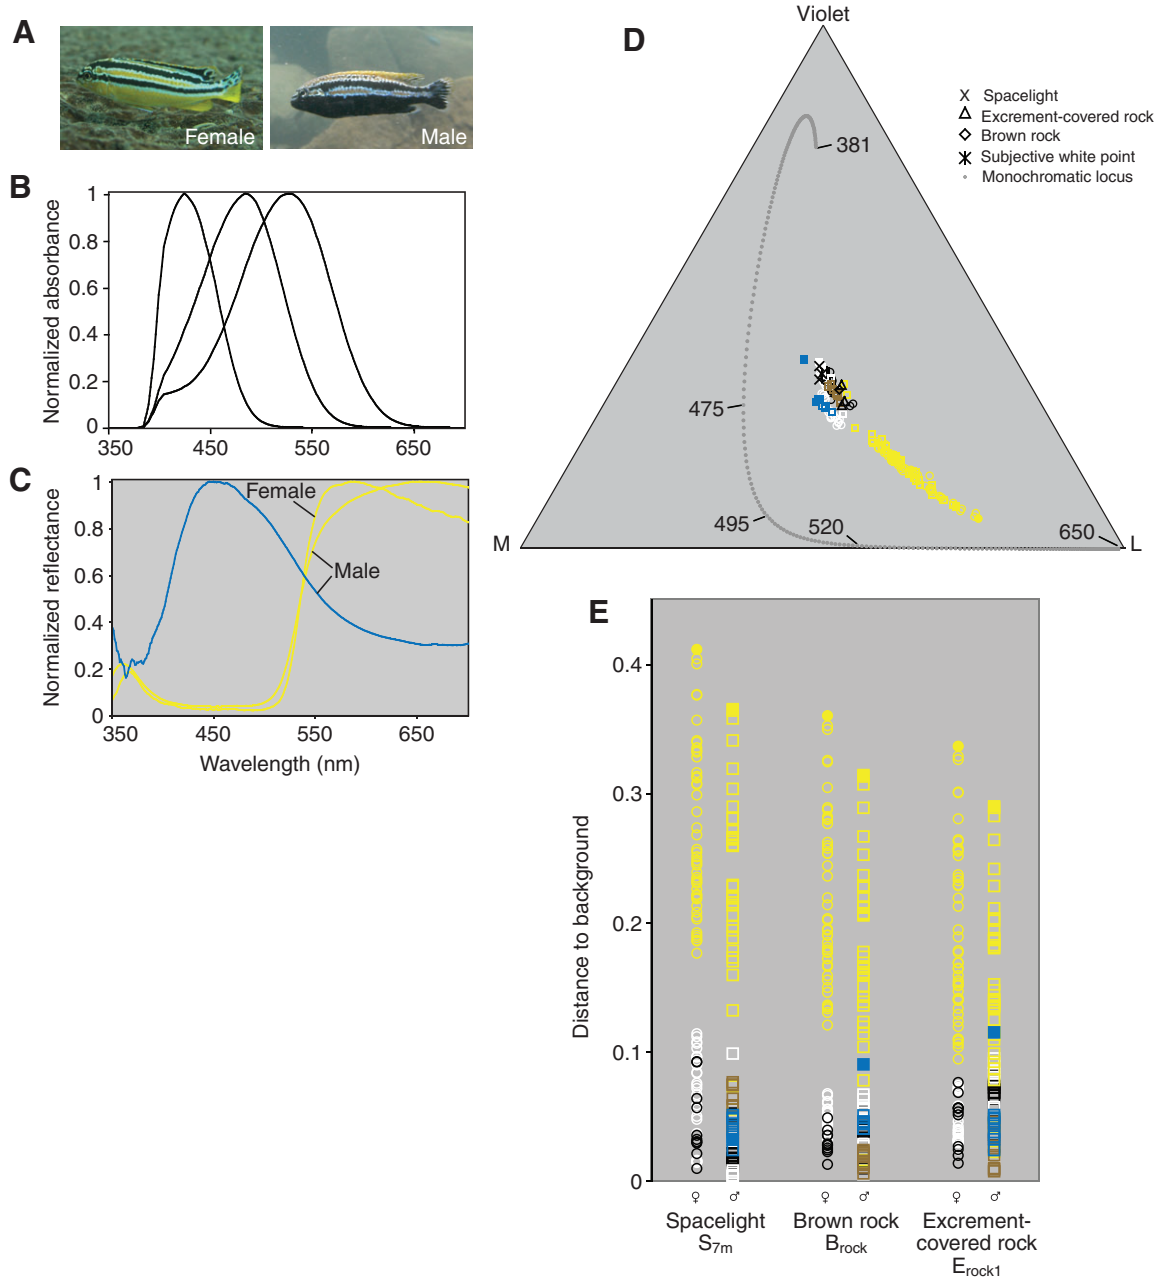 A
Female
Male
B
Normalized absorbance
1
0.8
0.6
0.4
0.2
0
350
450
550
650
C
Normalized reflectance
1
0.8
0.6
0.4
0.2
0
Female
Male
350
450
550
650
Wavelength (nm)
D
Violet
M
L
381
475
495
520
650
Spacelight
Excrement-covered rock
Brown rock
Subjective white point
Monochromatic locus
E
Distance to background
0.4
0.3
0.2
0.1
0
♀ ♂ ♀ ♂ ♀ ♂
Spacelight
S7m
Brown rock
Brock
Excrement-
covered rock
Erock1